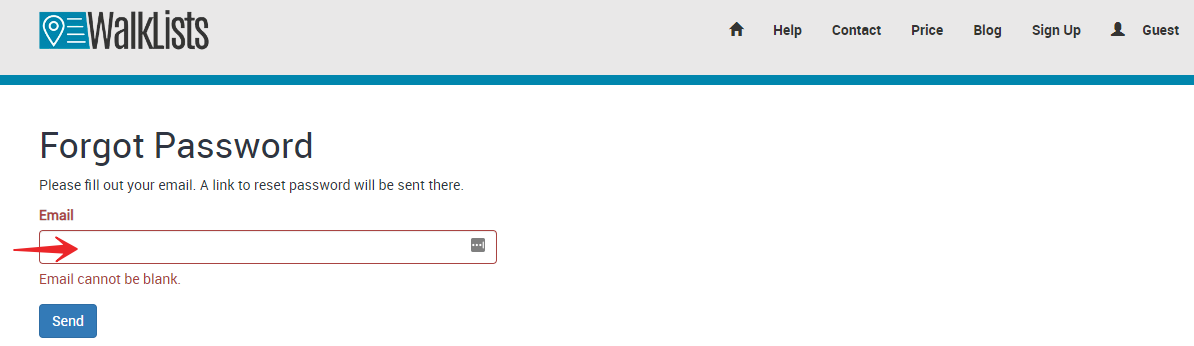 WalkLists
Help Contact Price Blog Sign Up Guest
Forgot Password
Please fill out your email. A link to reset password will be sent there.
Email
Email cannot be blank.
Send